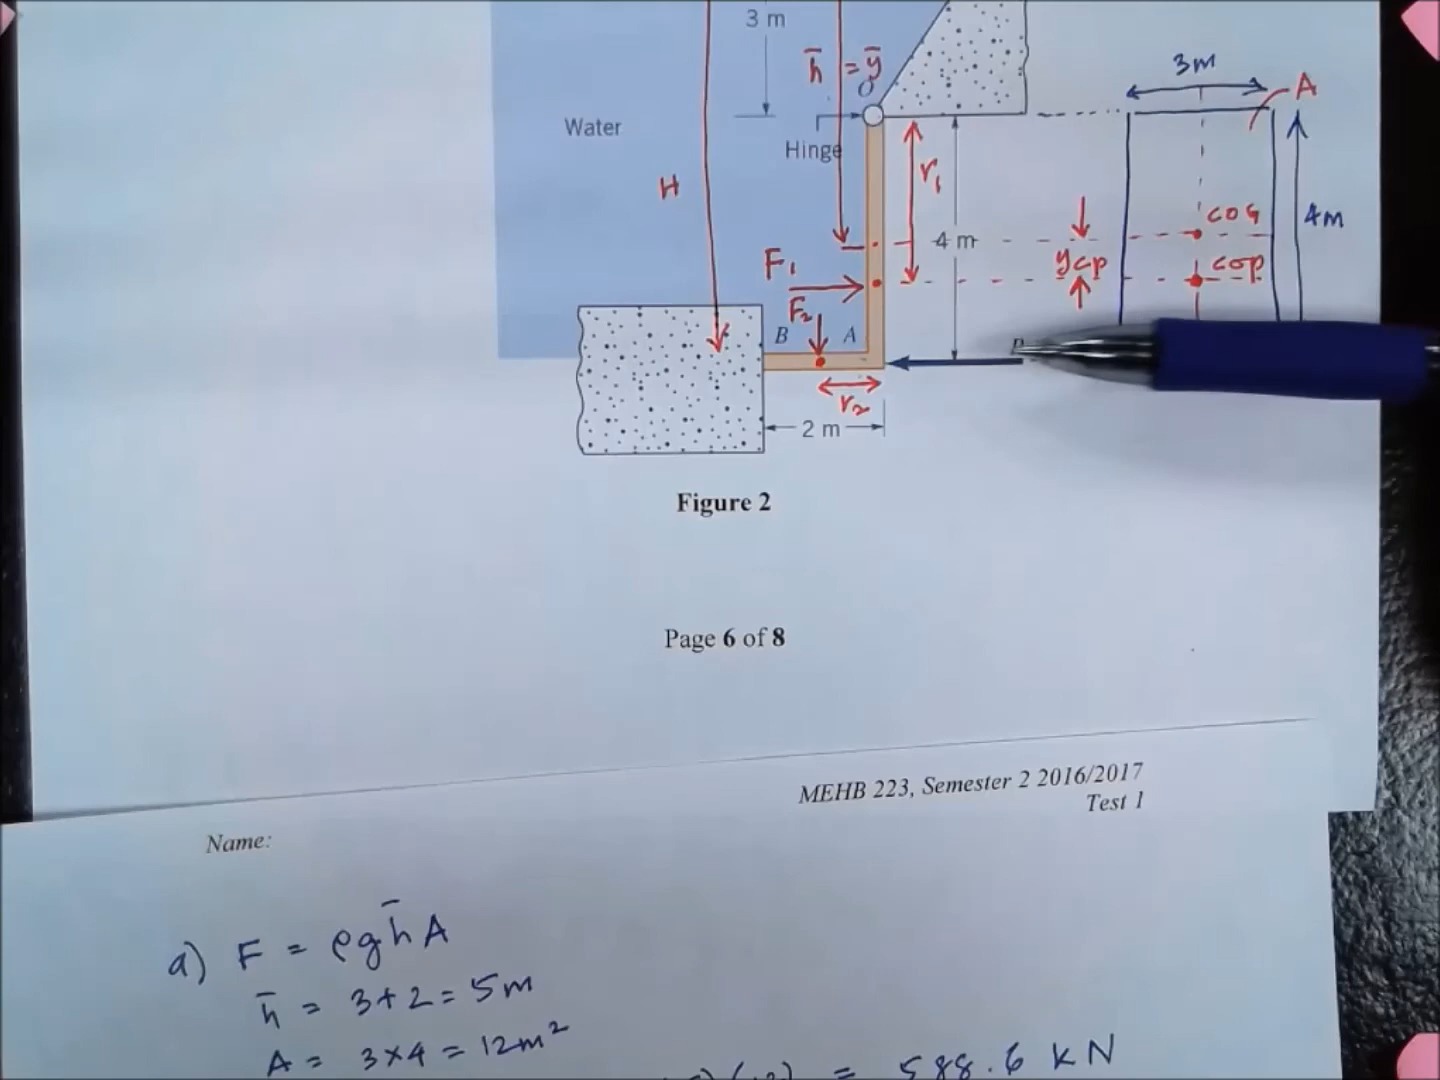 3 m
h̄ = ȳ
O
3m
A
Water
Hinge
r₁
H
COG
4 m
4m
F₁
ycp
COP
F₂
B
A
r₂
2 m
Figure 2
Page 6 of 8
MEHB 223, Semester 2 2016/2017
Test 1
Name:
a) F = ρgh̄A
h̄ = 3+2 = 5m
A = 3×4 = 12m²
= 588.6 kN